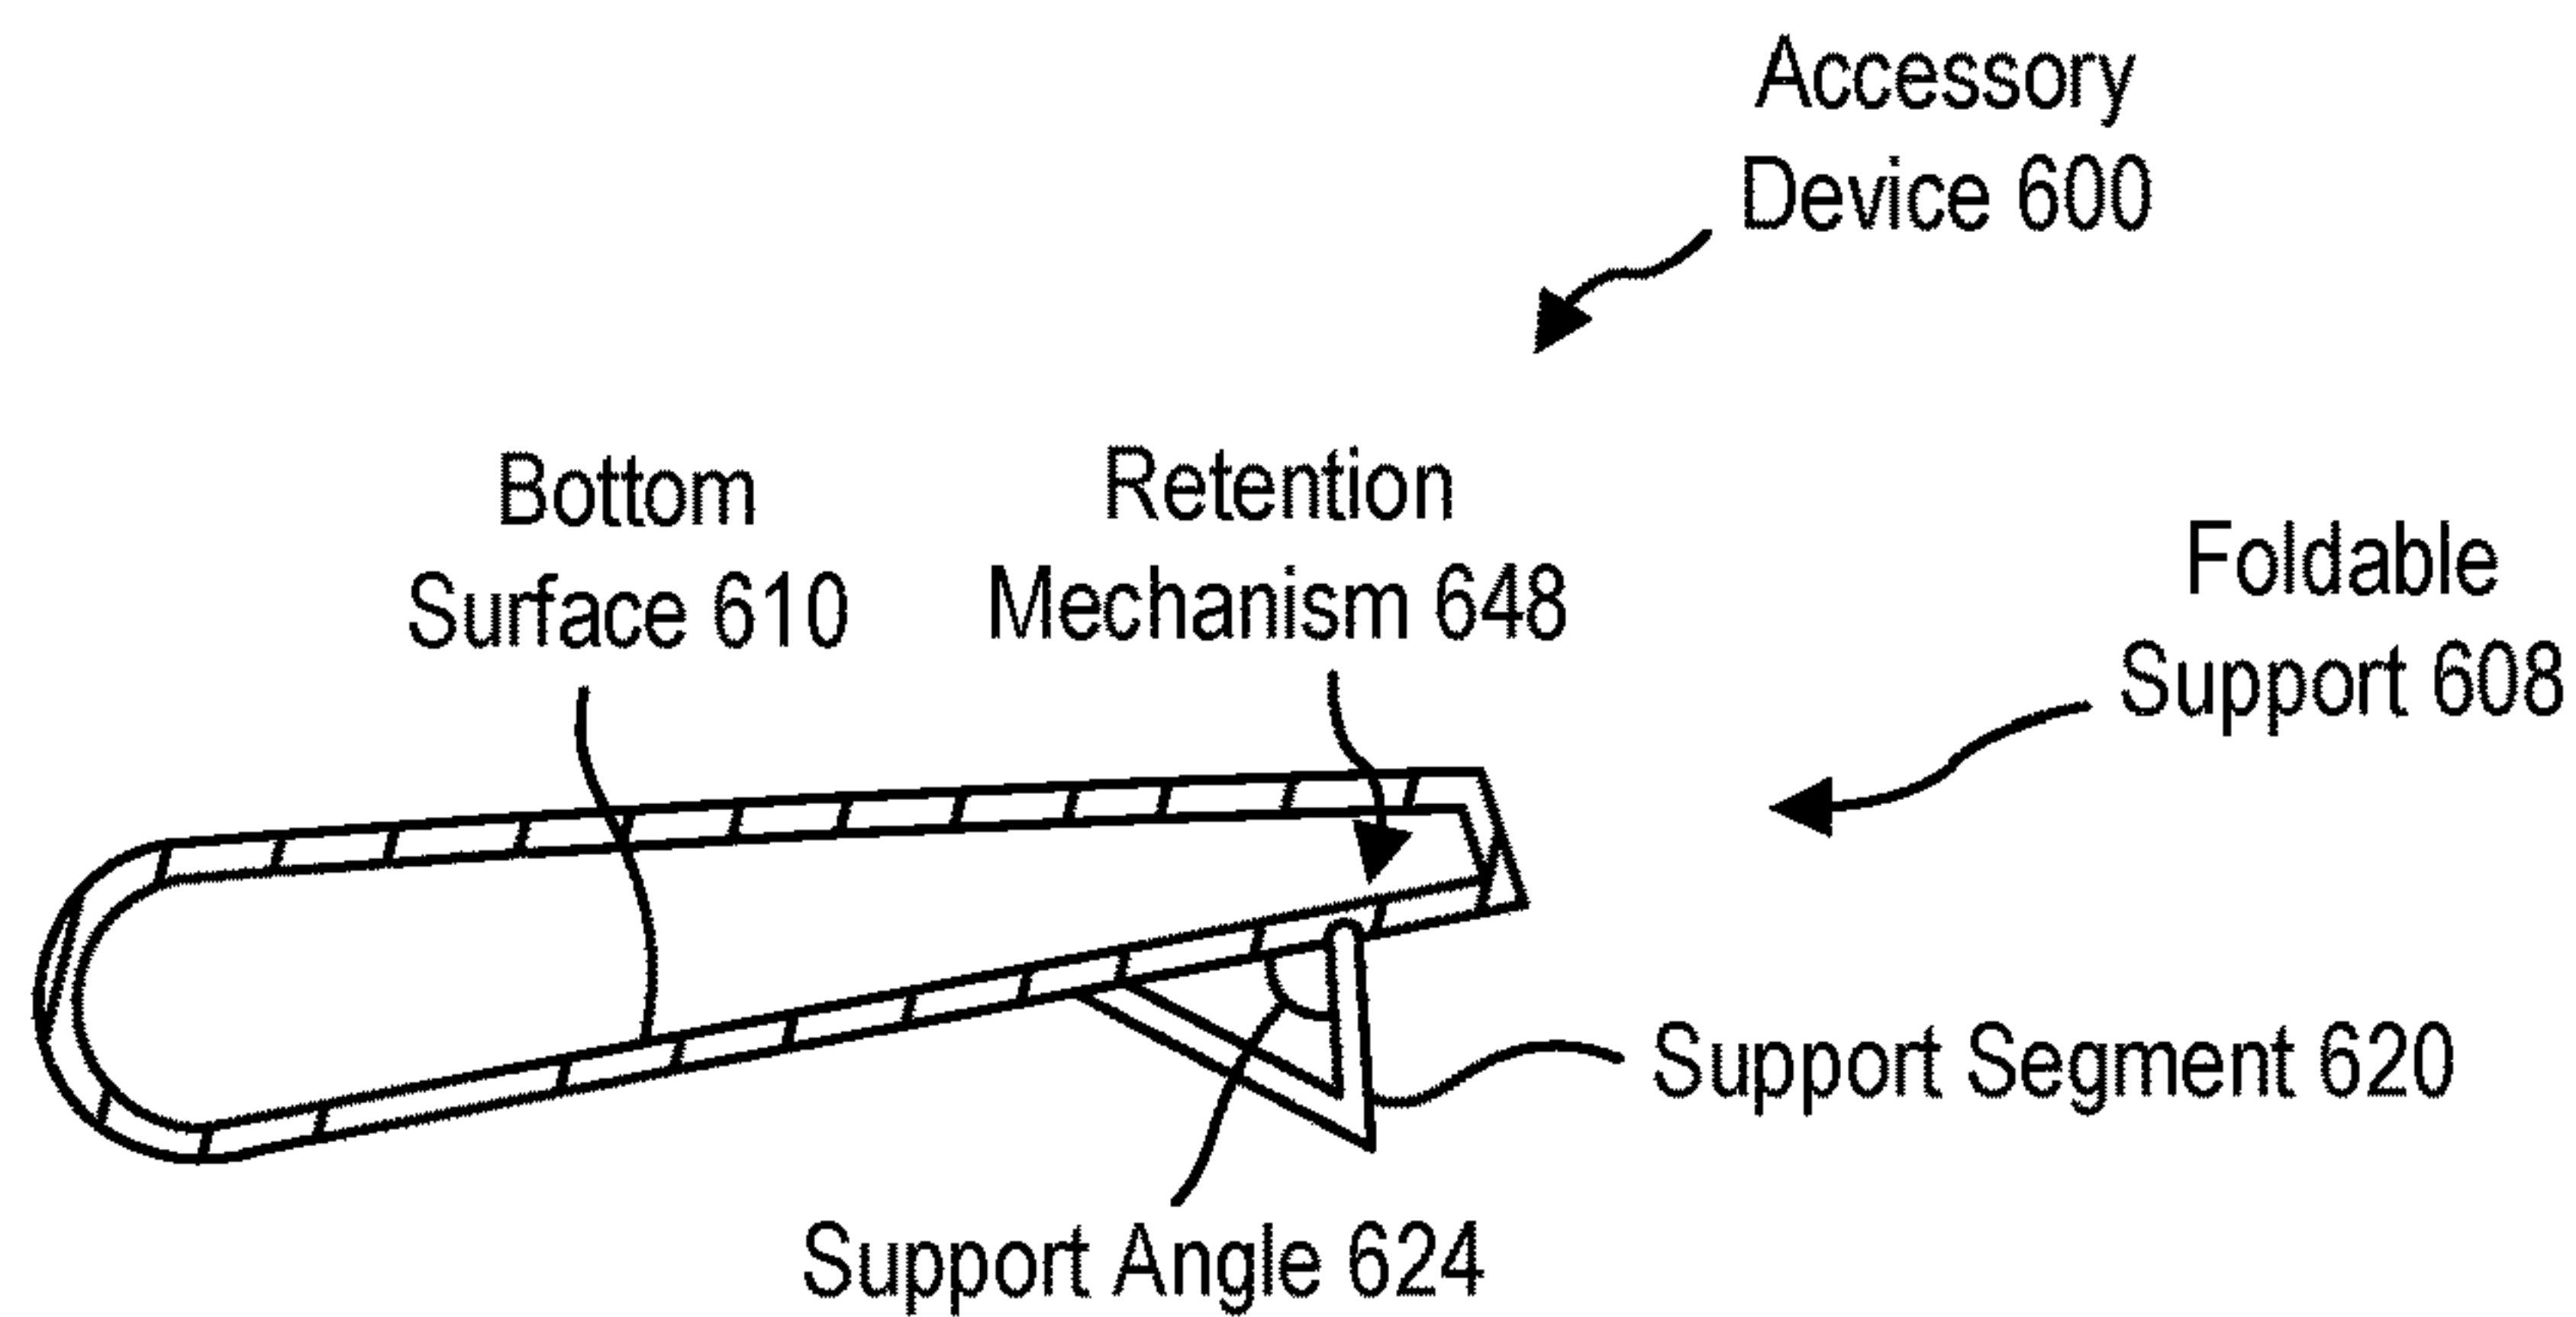 Accessory
Device 600
Bottom
Surface 610
Retention
Mechanism 648
Foldable
Support 608
Support Segment 620
Support Angle 624